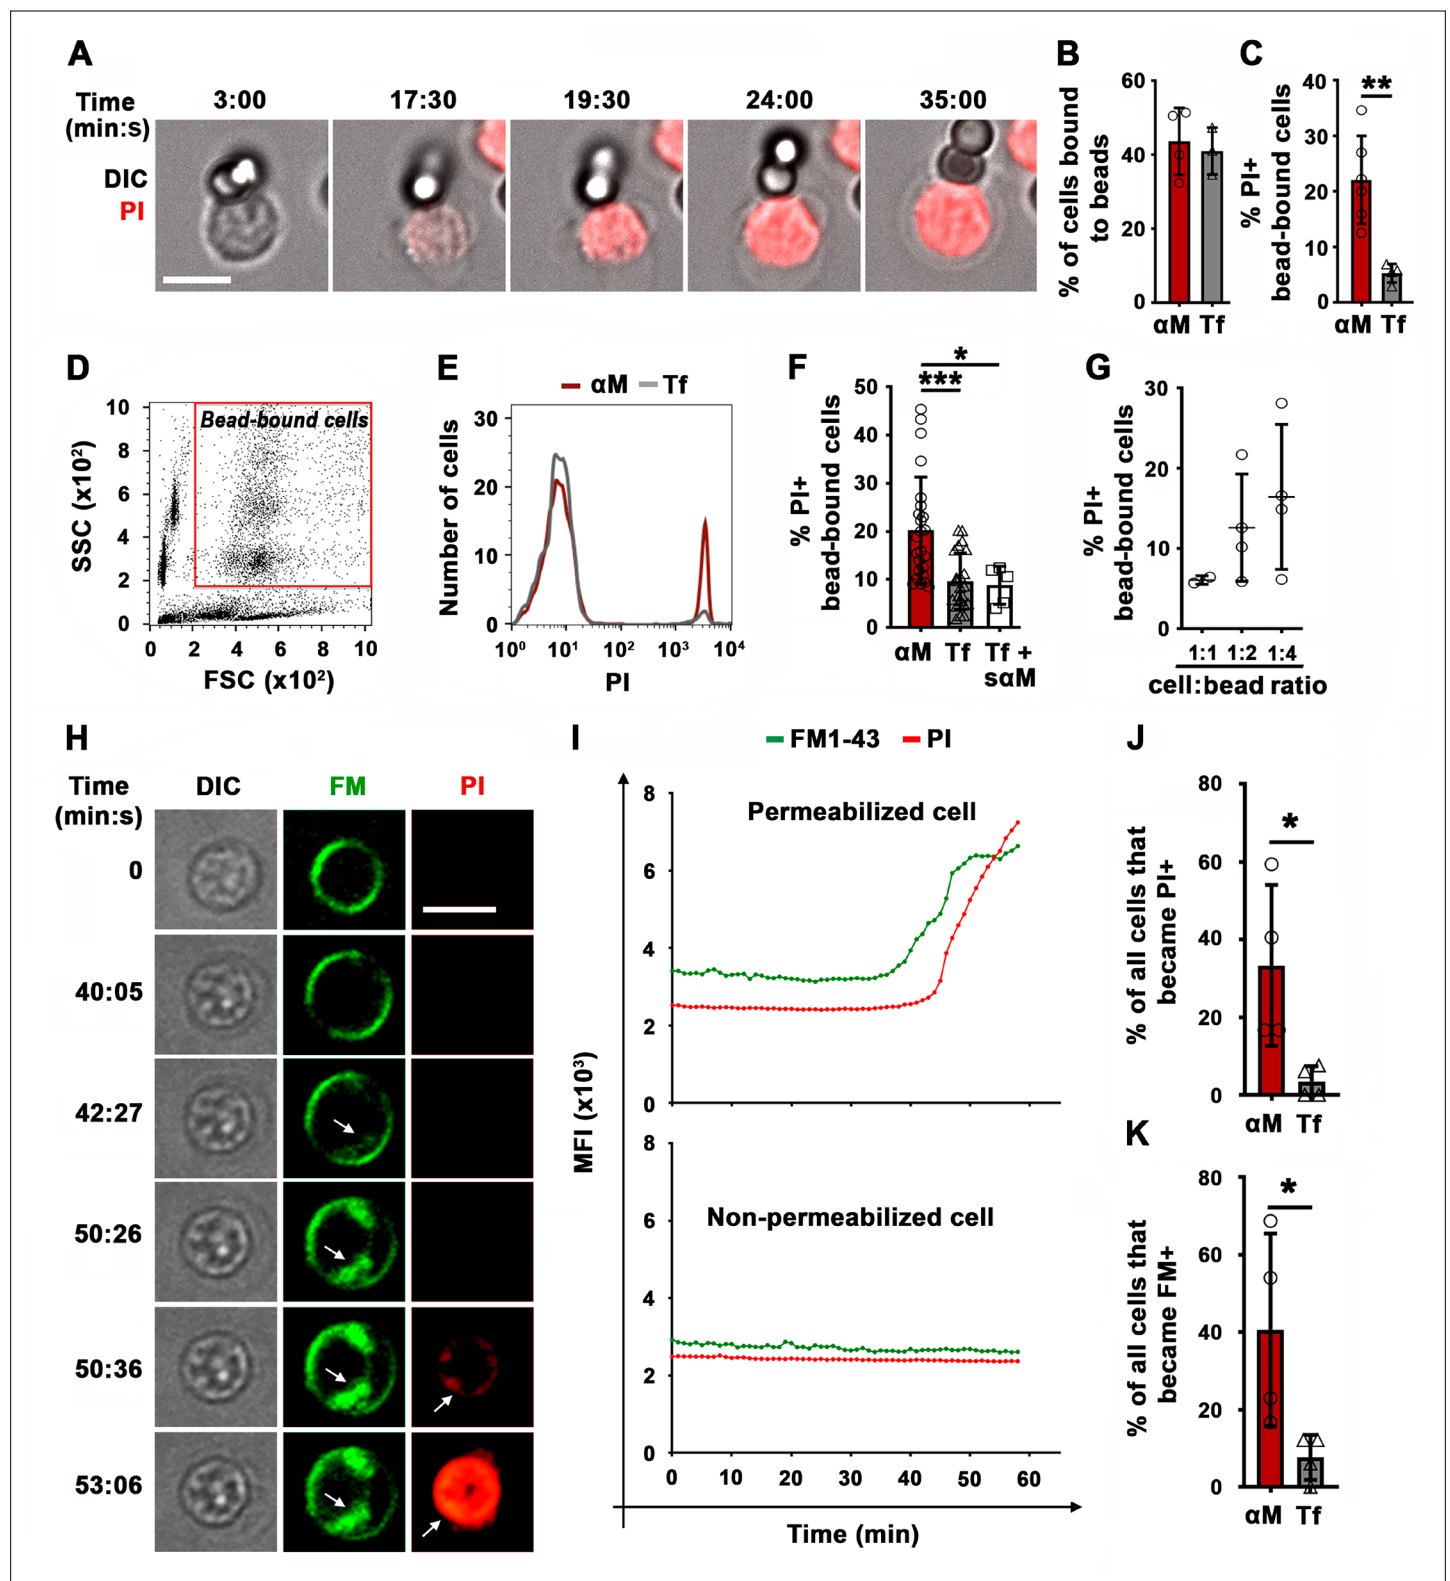 A
Time
(min:s)
3:00
17:30
19:30
24:00
35:00
DIC
PI
B
% of cells bound
to beads
60
40
20
0
αM
Tf
C
% PI+
bead-bound cells
40
30
20
10
0
**
αM
Tf
D
SSC (x10²)
10
8
6
4
2
1
0
Bead-bound cells
0
2
4
6
8
10
FSC (x10²)
E
αM
Tf
Number of cells
30
20
10
0
10⁰
10¹
10²
10³
10⁴
PI
F
% PI+
bead-bound cells
50
40
30
20
10
0
*
***
αM
Tf
Tf +
sαM
G
% PI+
bead-bound cells
30
20
10
0
1:1
1:2
1:4
cell:bead ratio
H
Time
(min:s)
DIC
FM
PI
0
40:05
42:27
50:26
50:36
53:06
I
FM1-43
PI
MFI (x10³)
8
6
4
2
0
Permeabilized cell
8
6
4
2
0
Non-permeabilized cell
0
10
20
30
40
50
60
Time (min)
J
% of all cells that
became PI+
80
60
40
20
0
*
αM
Tf
K
% of all cells that
became FM+
80
60
40
20
0
*
αM
Tf